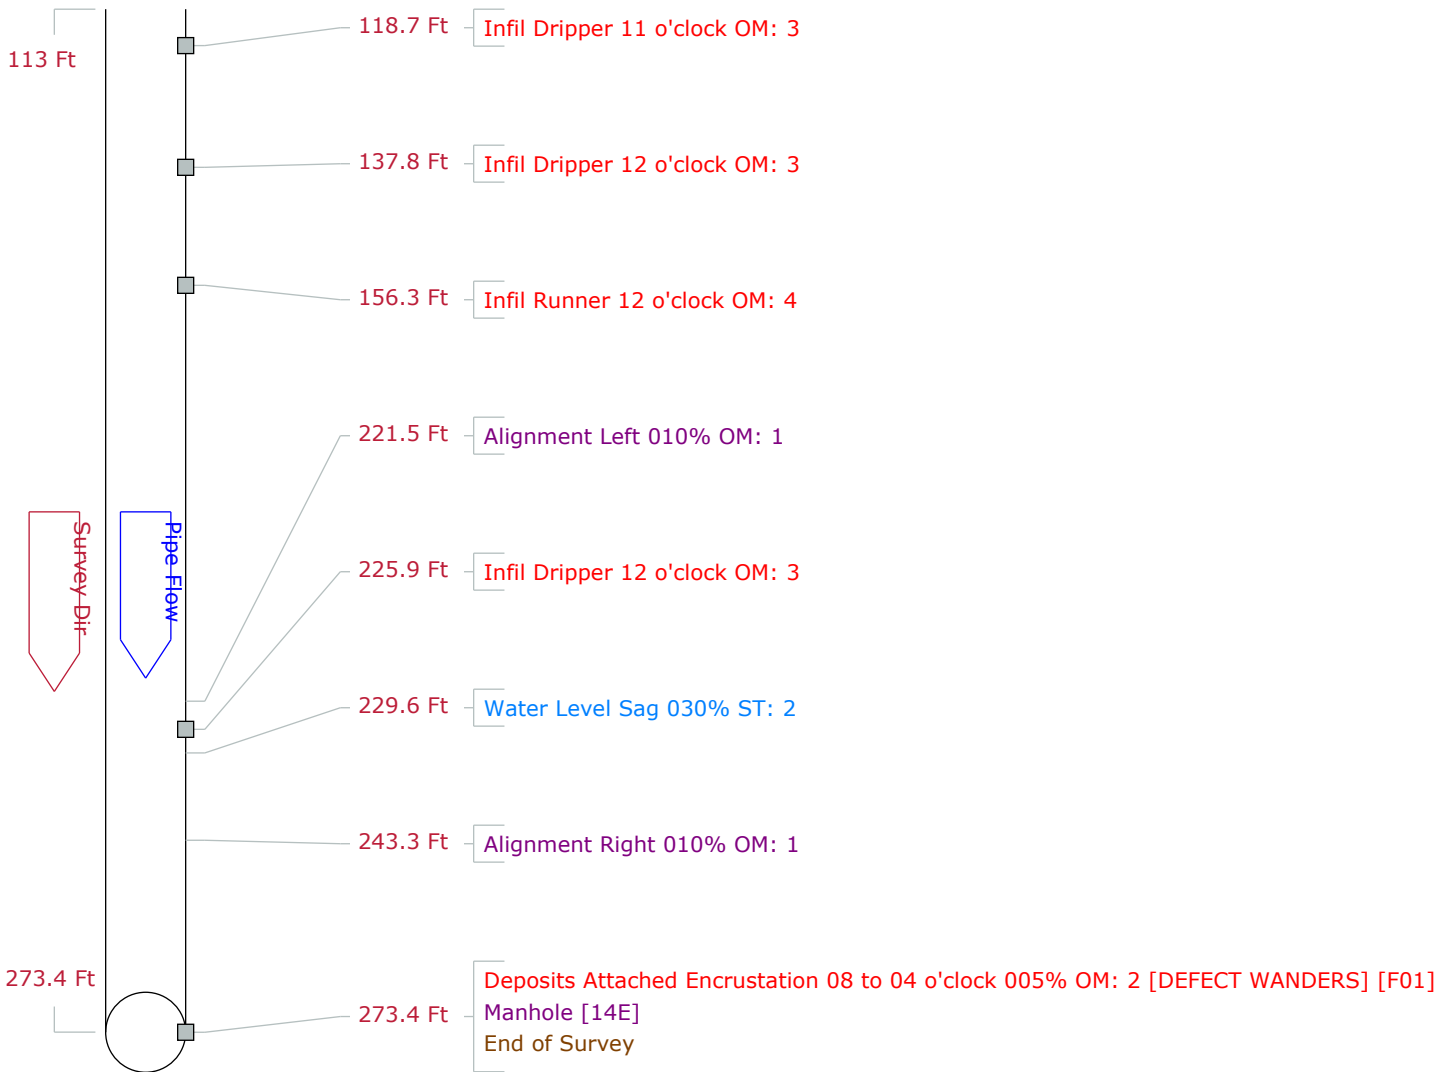 113 Ft
118.7 Ft Infil Dripper 11 o'clock OM: 3
137.8 Ft Infil Dripper 12 o'clock OM: 3
156.3 Ft Infil Runner 12 o'clock OM: 4
221.5 Ft Alignment Left 010% OM: 1
Survey Dir
Pipe Flow
225.9 Ft Infil Dripper 12 o'clock OM: 3
229.6 Ft Water Level Sag 030% ST: 2
243.3 Ft Alignment Right 010% OM: 1
273.4 Ft
273.4 Ft
Deposits Attached Encrustation 08 to 04 o'clock 005% OM: 2 [DEFECT WANDERS] [F01]
Manhole [14E]
End of Survey